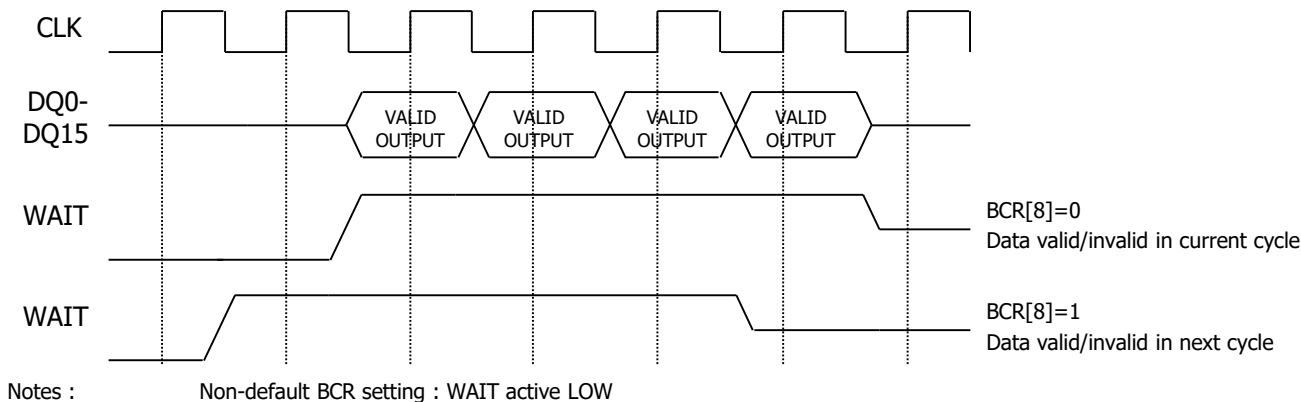 CLK
DQ0-
DQ15
VALID OUTPUT VALID OUTPUT VALID OUTPUT VALID OUTPUT
WAIT
BCR[8]=0
Data valid/invalid in current cycle
WAIT
BCR[8]=1
Data valid/invalid in next cycle
Notes : Non-default BCR setting : WAIT active LOW